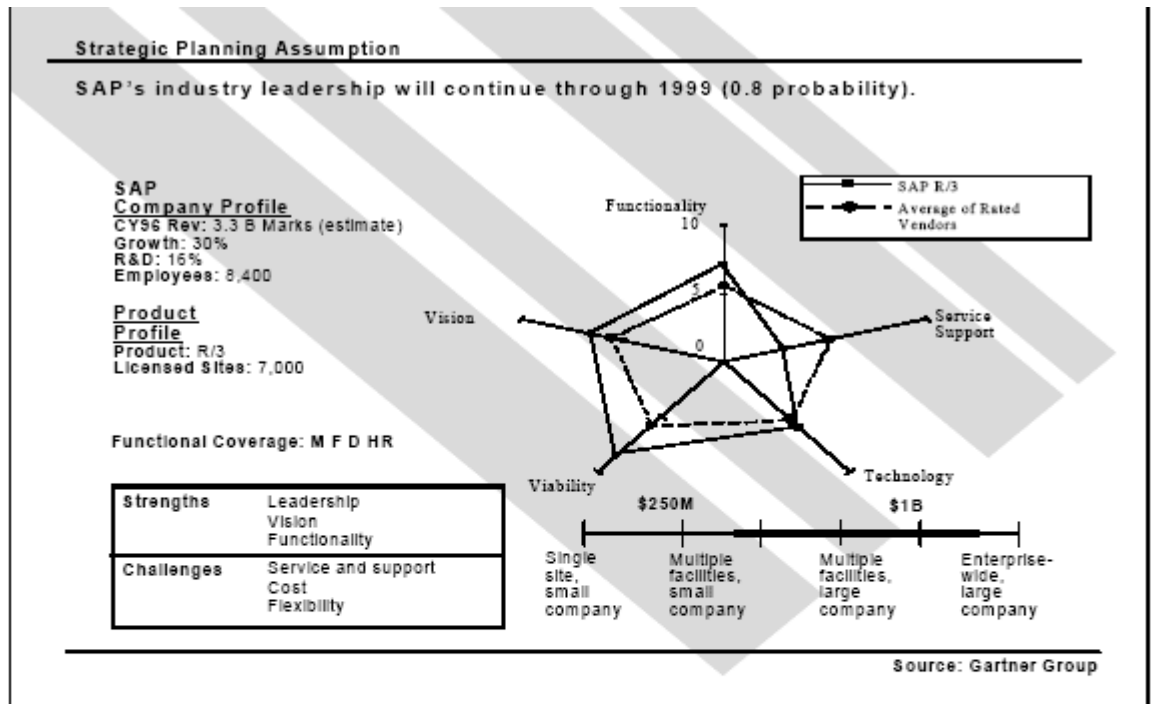 Strategic Planning Assumption
SAP's industry leadership will continue through 1999 (0.8 probability).
SAP
Company Profile
CY96 Rev: 3.3 B Marks (estimate)
Growth: 30%
R&D: 16%
Employees: 8,400
Product
Profile
Product: R/3
Licensed Sites: 7,000
Functional Coverage: M F D HR
Strengths Leadership
Vision
Functionality
Challenges Service and support
Cost
Flexibility
SAP R/3
Average of Rated
Vendors
Functionality
10
5
0
Vision
Service
Support
Viability
Technology
$250M
$1B
Single
site,
small
company
Multiple
facilities,
small
company
Multiple
facilities,
large
company
Enterprise-
wide,
large
company
Source: Gartner Group